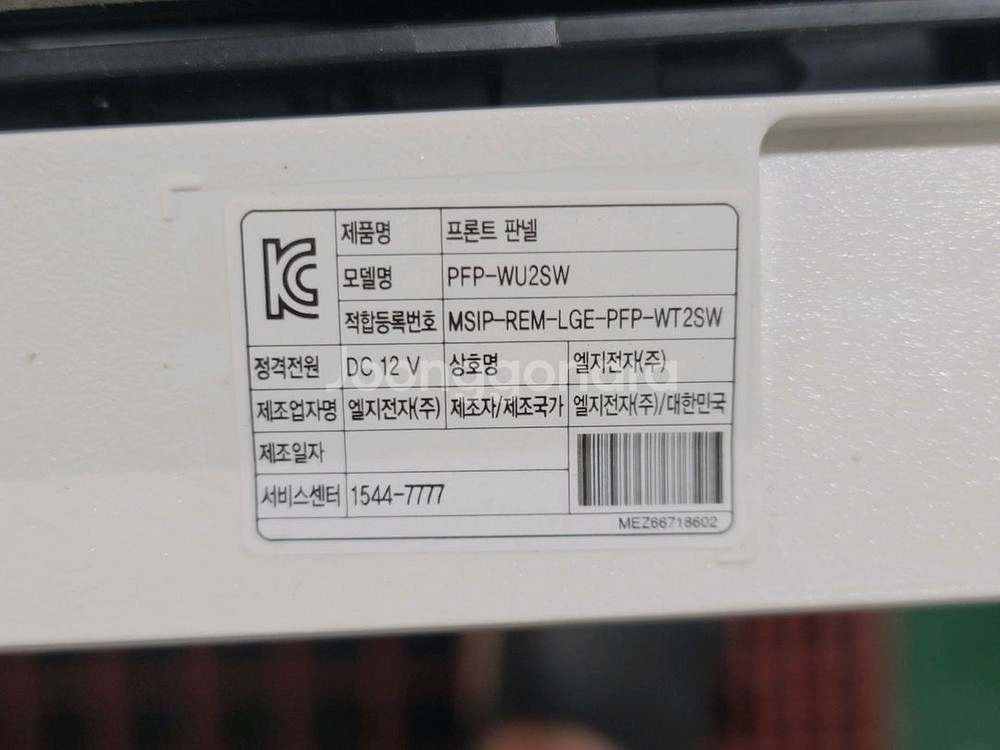 제품명 프론트 판넬
모델명 PFP-WU2SW
적합등록번호 MSIP-REM-LGE-PFP-WT2SW
정격전원 DC 12 V 상호명 엘지전자(주)
제조업자명 엘지전자(주) 제조자/제조국가 엘지전자(주)/대한민국
제조일자
서비스센터 1544-7777
MEZ66718602
Joonggonara